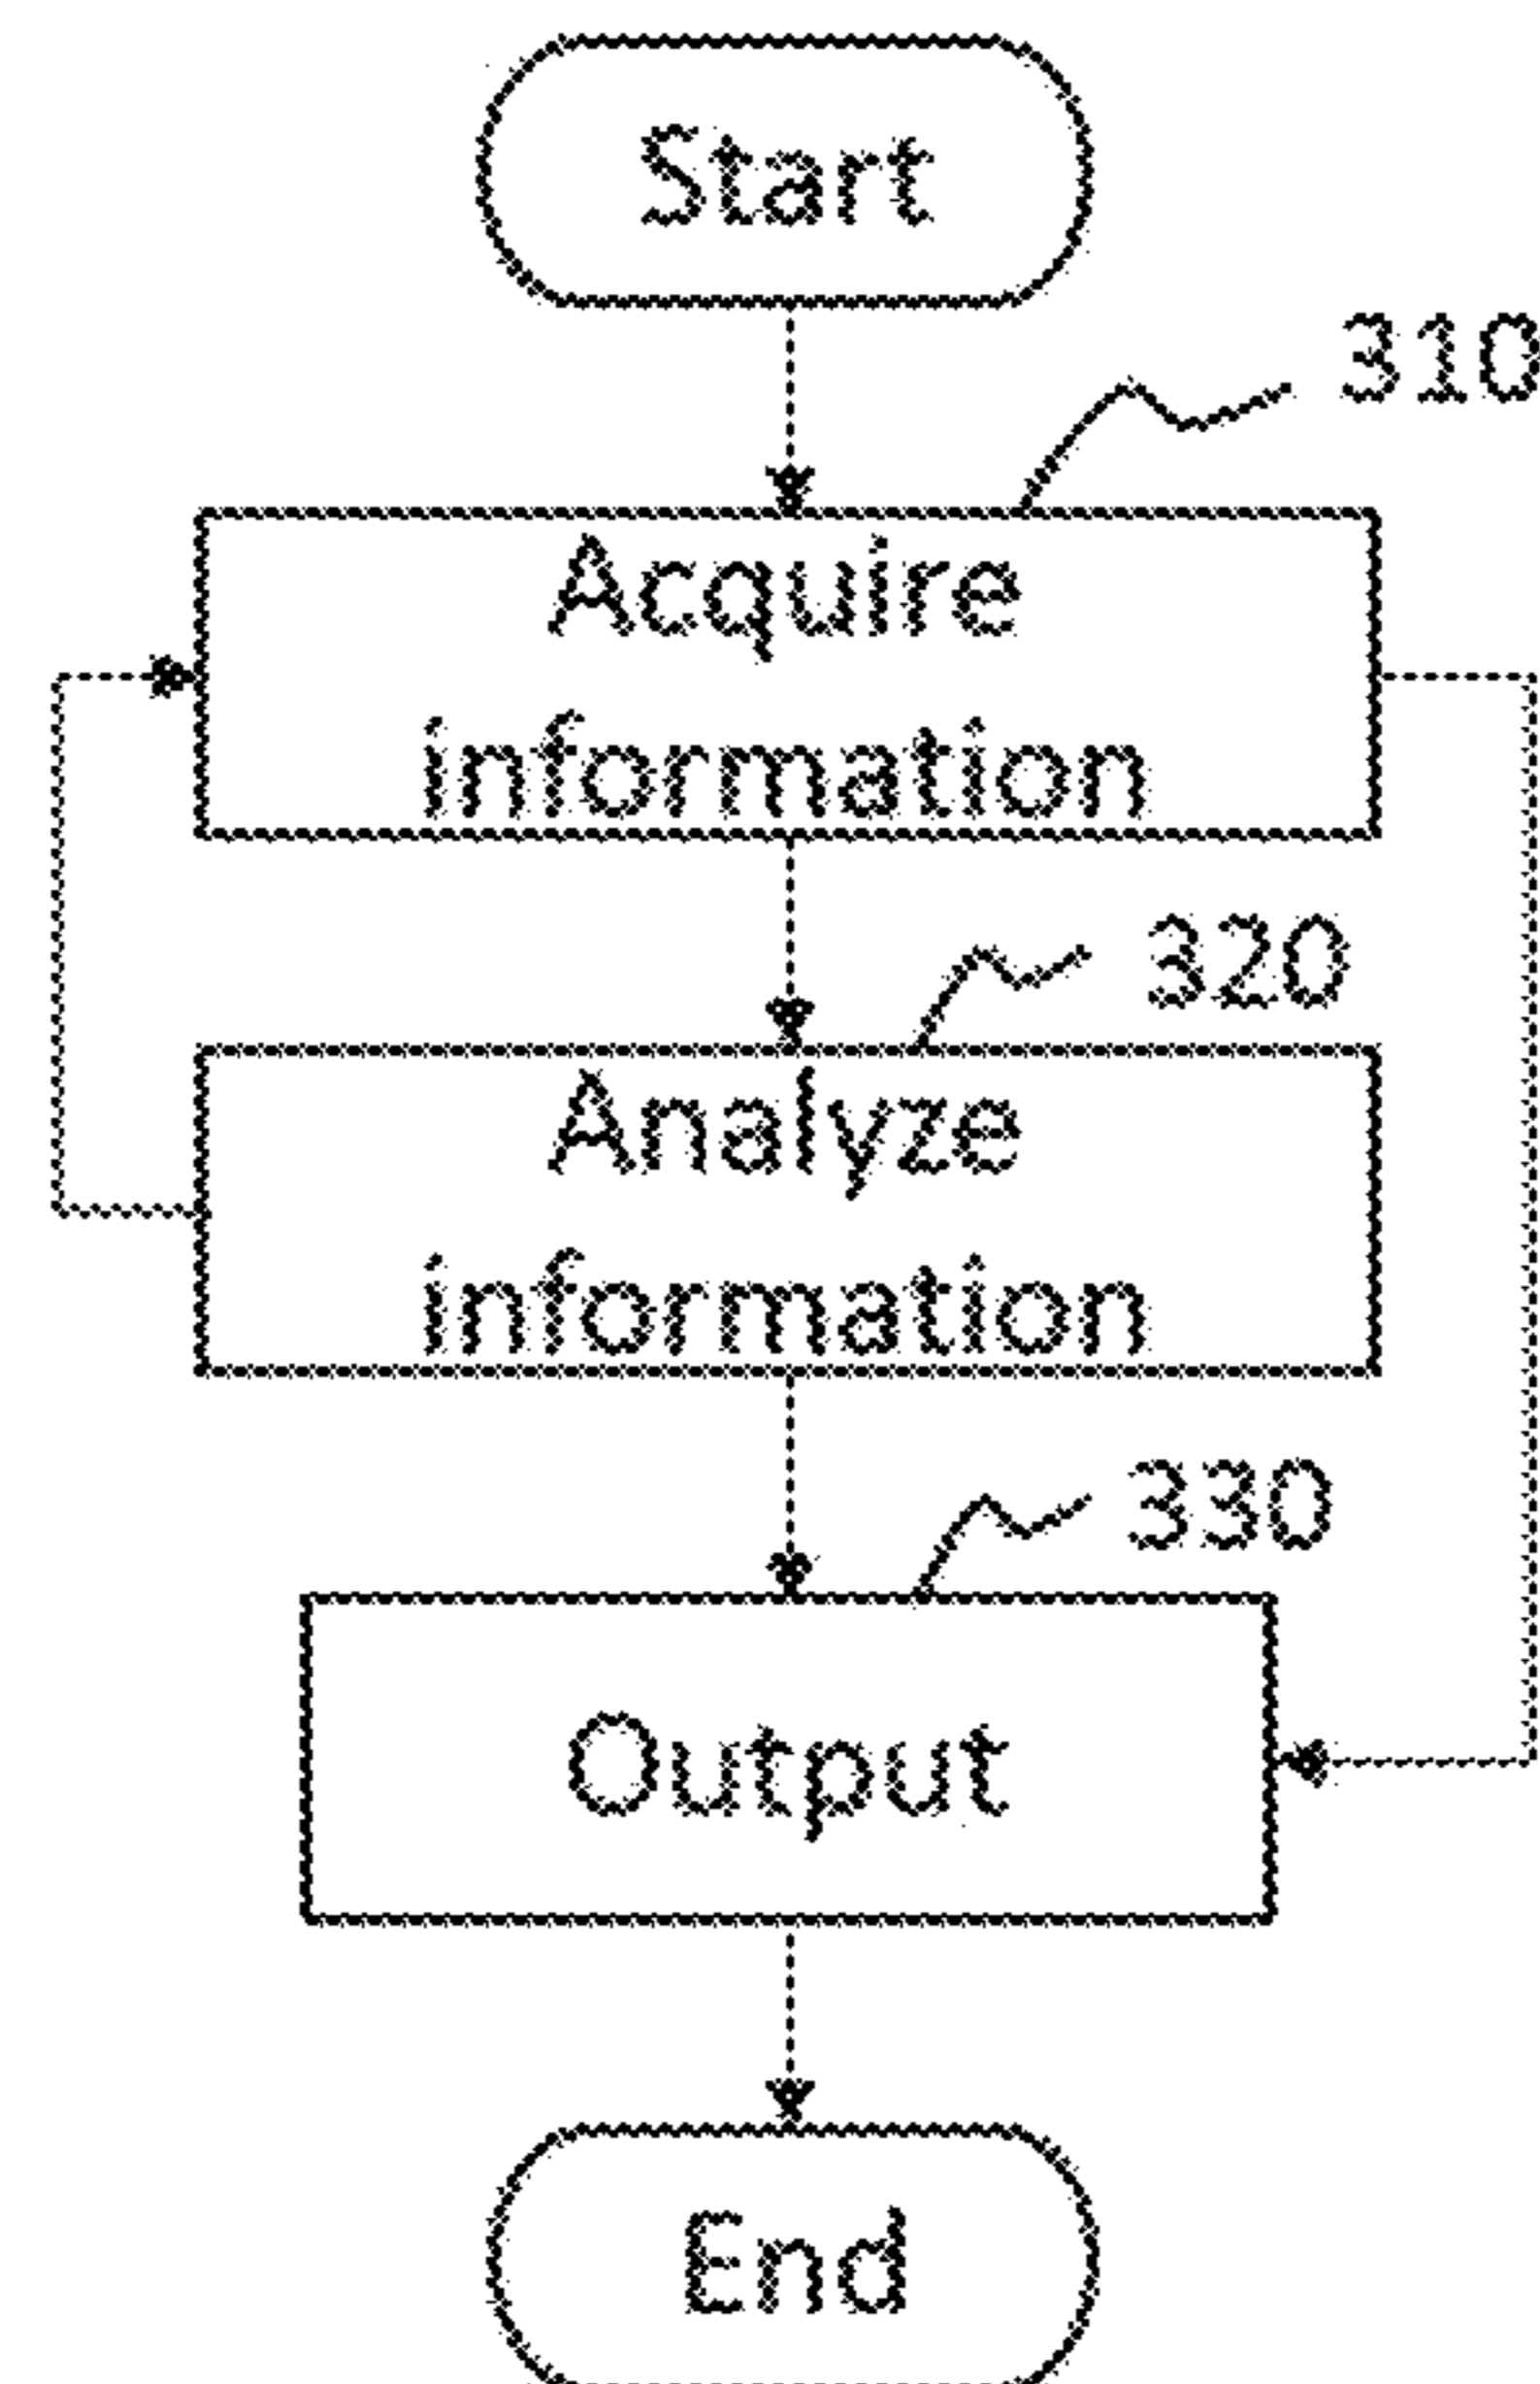 Start
310
Acquire
information
320
Analyze
information
330
Output
End